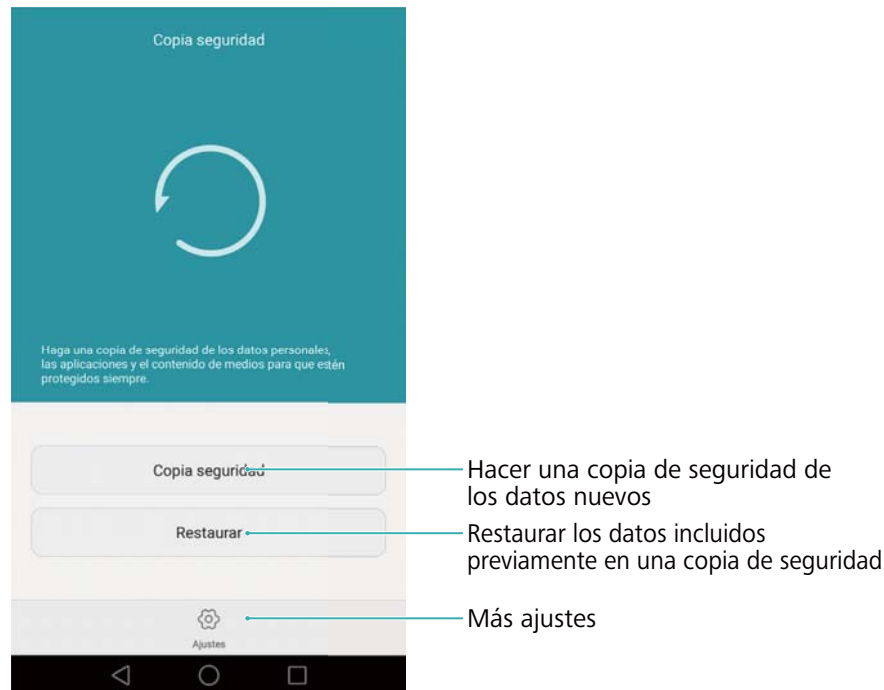 Copia seguridad
Haga una copia de seguridad de los datos personales,
las aplicaciones y el contenido de medios para que estén
protegidos siempre.
Copia seguridad
Hacer una copia de seguridad de
los datos nuevos
Restaurar
Restaurar los datos incluidos
previamente en una copia de seguridad
Más ajustes
Ajustes